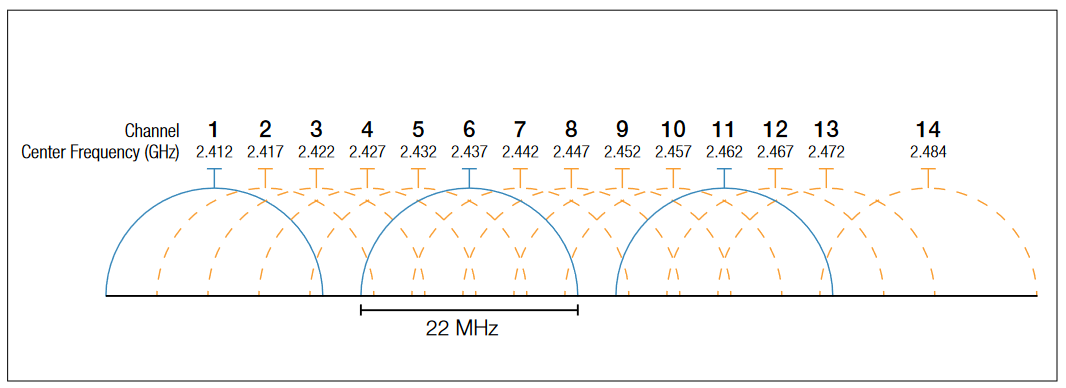 Channel 1 2 3 4 5 6 7 8 9 10 11 12 13 14
Center Frequency (GHz) 2.412 2.417 2.422 2.427 2.432 2.437 2.442 2.447 2.452 2.457 2.462 2.467 2.472 2.484
22 MHz